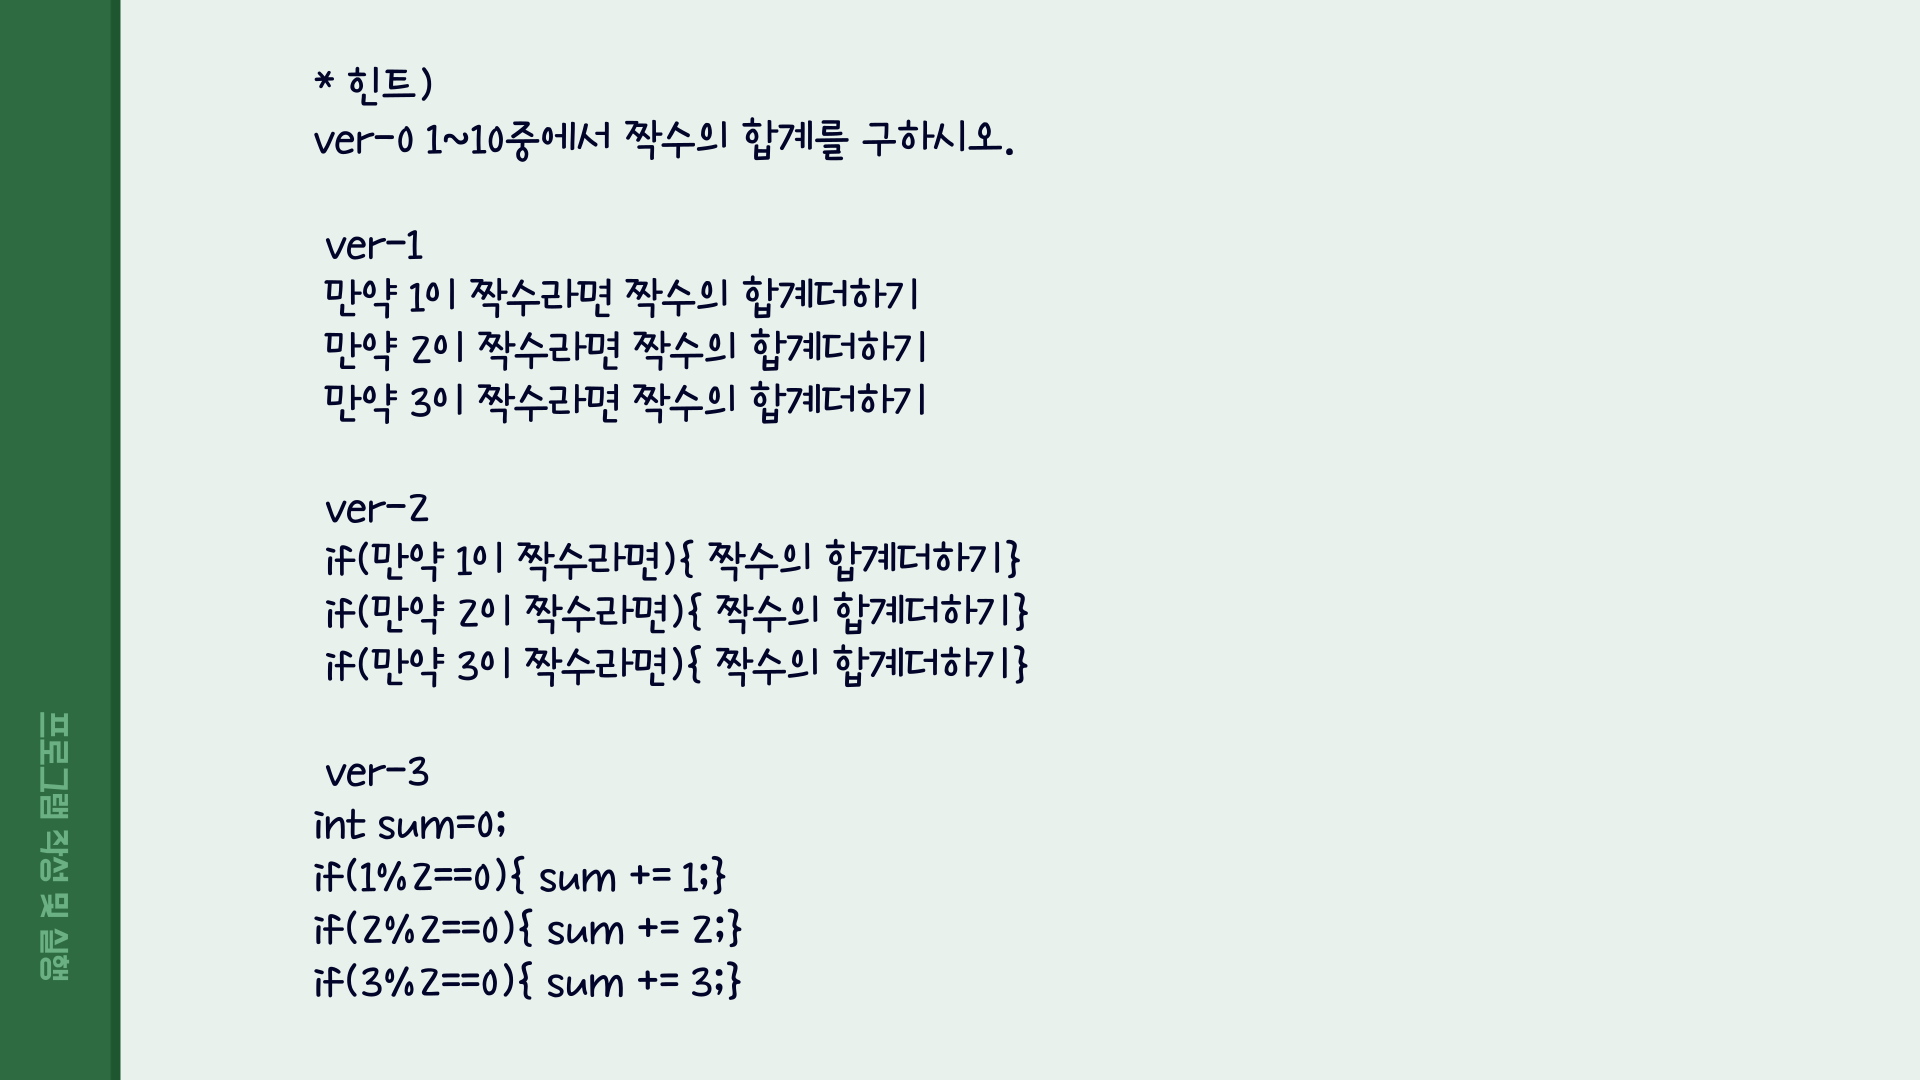 * 힌트)
ver-0 1~10중에서 짝수의 합계를 구하시오.
ver-1
만약 1이 짝수라면 짝수의 합계더하기
만약 2이 짝수라면 짝수의 합계더하기
만약 3이 짝수라면 짝수의 합계더하기
ver-2
if(만약 1이 짝수라면){ 짝수의 합계더하기}
if(만약 2이 짝수라면){ 짝수의 합계더하기}
if(만약 3이 짝수라면){ 짝수의 합계더하기}
ver-3
int sum=0;
if(1%2==0){ sum += 1;}
if(2%2==0){ sum += 2;}
if(3%2==0){ sum += 3;}
프로그램 작성 및 실행